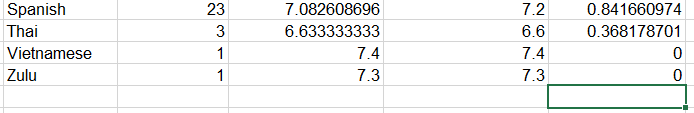 Spanish 23 7.082608696 7.2 0.841660974
Thai 3 6.633333333 6.6 0.368178701
Vietnamese 1 7.4 7.4 0
Zulu 1 7.3 7.3 0